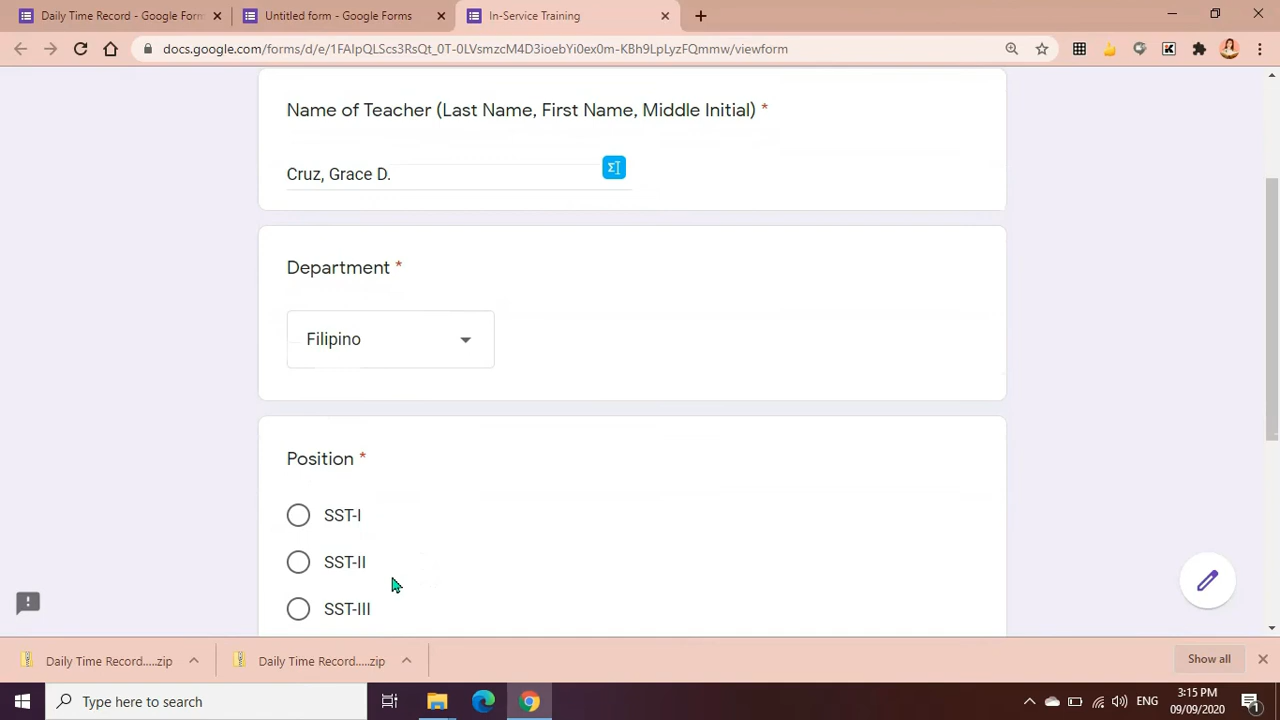 Daily Time Record - Google Form
Untitled form - Google Forms
In-Service Training
docs.google.com/forms/d/e/1FAIpQLScs3RsQt_0T-0LVsmzcM4D3ioebYi0ex0m-KBh9LpLyzFQmmw/viewform
Name of Teacher (Last Name, First Name, Middle Initial) *
Cruz, Grace D.
Department *
Filipino
Position *
SST-I
SST-II
SST-III
Daily Time Record.....zip
Daily Time Record.....zip
Show all
Type here to search
ENG
3:15 PM
09/09/2020